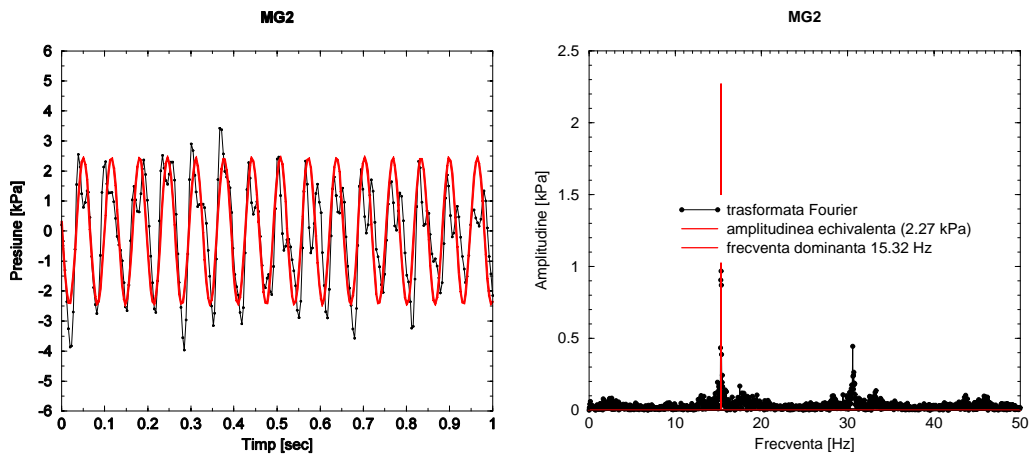 MG2
6
5
4
3
2
1
0
-1
-2
-3
-4
-5
-6
Presiune [kPa]
0 0.1 0.2 0.3 0.4 0.5 0.6 0.7 0.8 0.9 1
Timp [sec]
MG2
2.5
2
1.5
1
0.5
0
Amplitudine [kPa]
trasformata Fourier
amplitudinea echivalenta (2.27 kPa)
frecventa dominanta 15.32 Hz
0 10 20 30 40 50
Frecventa [Hz]